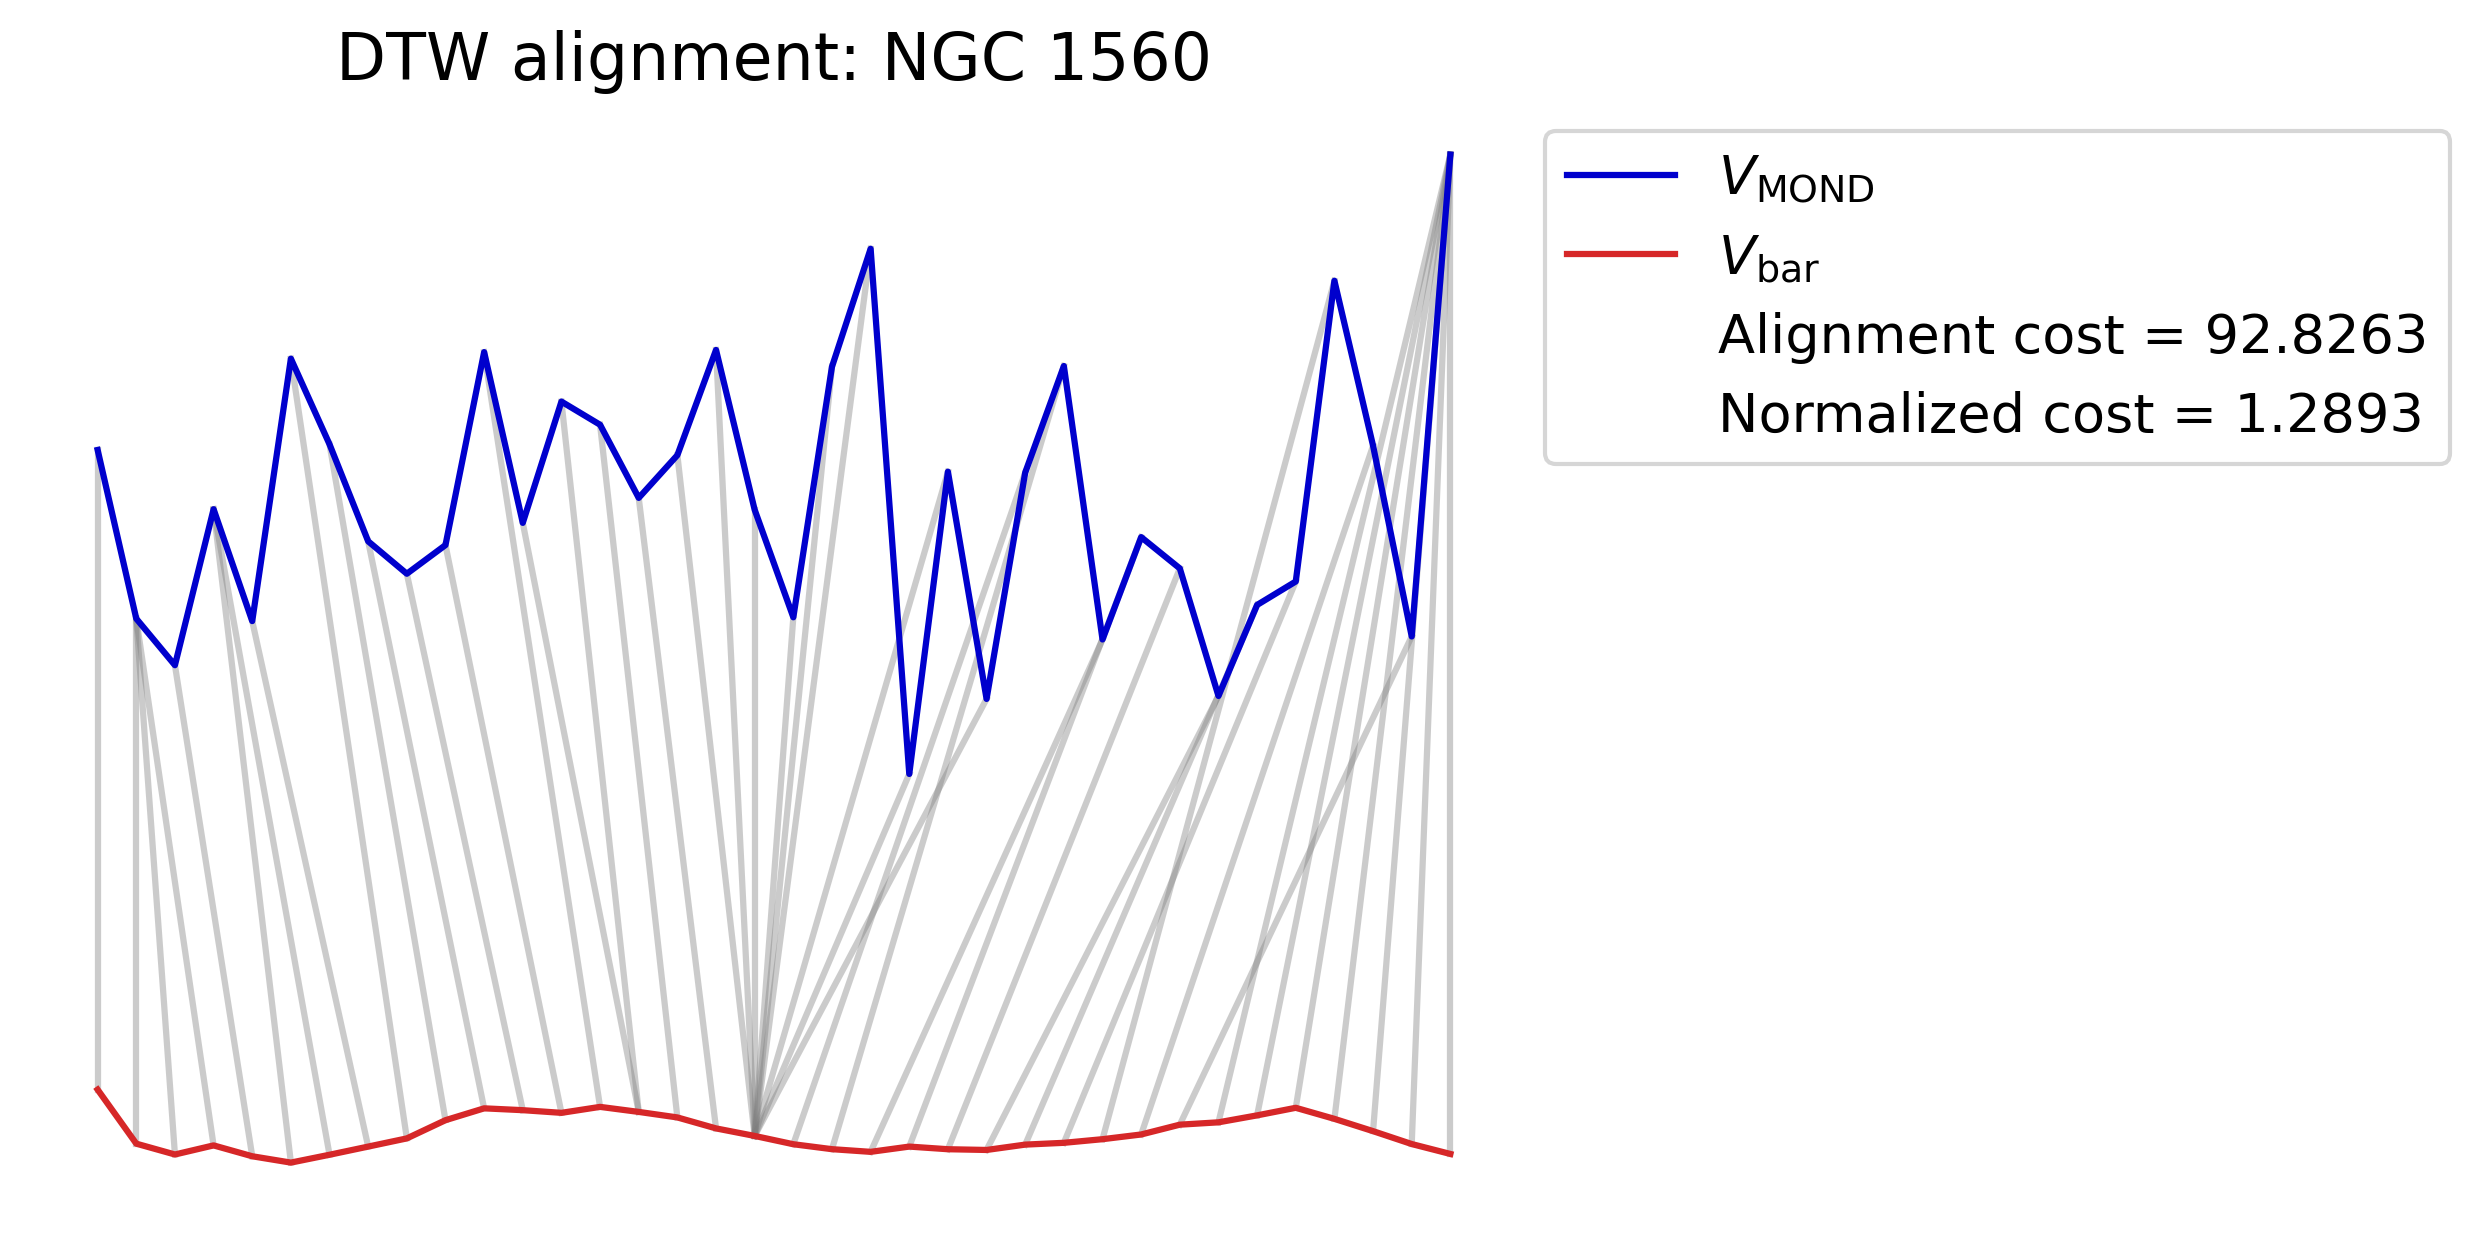 DTW alignment: NGC 1560
V_MOND
V_bar
Alignment cost = 92.8263
Normalized cost = 1.2893